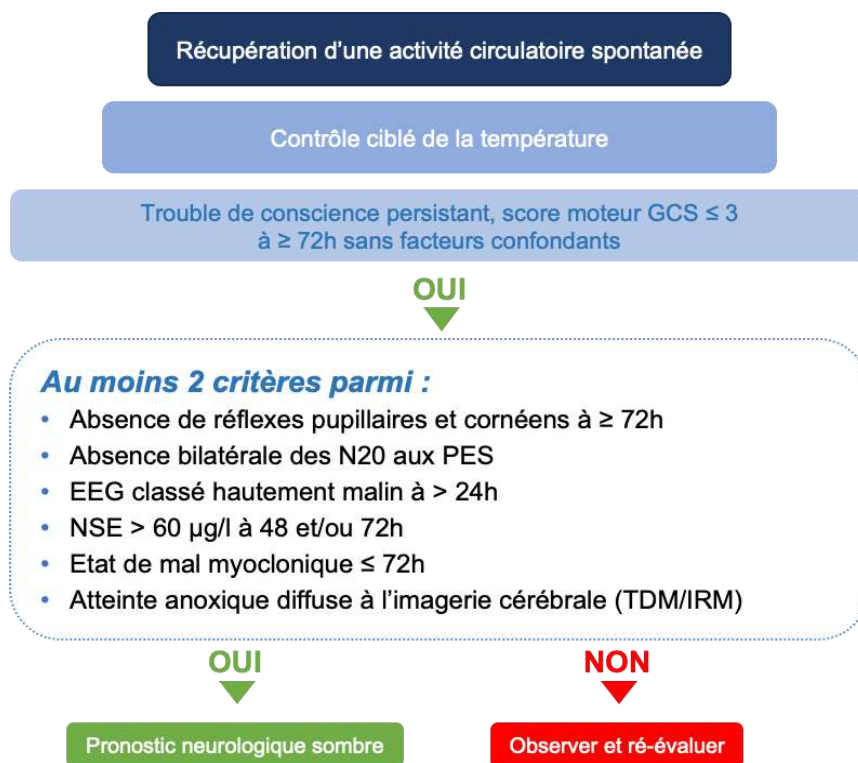 Récupération d’une activité circulatoire spontanée
Contrôle ciblé de la température
Trouble de conscience persistant, score moteur GCS ≤ 3
à ≥ 72h sans facteurs confondants
OUI
Au moins 2 critères parmi :
• Absence de réflexes pupillaires et cornéens à ≥ 72h
• Absence bilatérale des N20 aux PES
• EEG classé hautement malin à > 24h
• NSE > 60 µg/l à 48 et/ou 72h
• Etat de mal myoclonique ≤ 72h
• Atteinte anoxique diffuse à l’imagerie cérébrale (TDM/IRM)
OUI
NON
Pronostic neurologique sombre
Observer et ré-évaluer